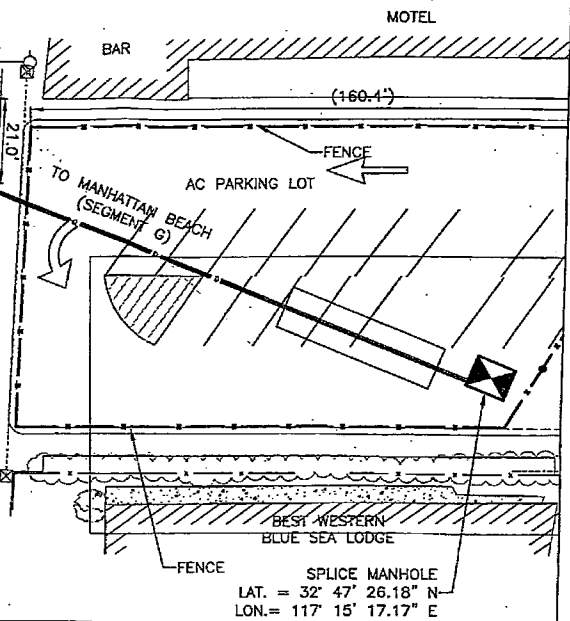 MOTEL
BAR
(160.4')
21.0'
FENCE
TO MANHATTAN BEACH
(SEGMENT G)
AC PARKING LOT
BEST WESTERN
BLUE SEA LODGE
FENCE
SPLICE MANHOLE
LAT. = 32° 47' 26.18" N
LON.= 117° 15' 17.17" E